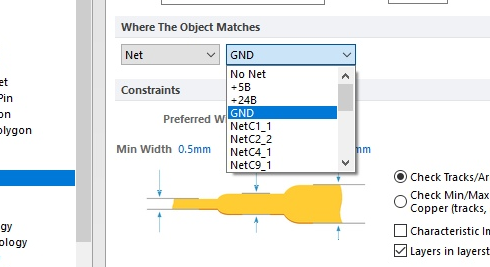 Where The Object Matches
Net
GND
No Net
+5B
+24B
GND
NetC1_1
NetC2_2
NetC4_1
NetC9_1
Constraints
Preferred W
Min Width 0.5mm
mm
Check Tracks/Ar
Check Min/Max
Copper (tracks,
Characteristic Im
Layers in layerst
et
Pin
olygon
gy
ology